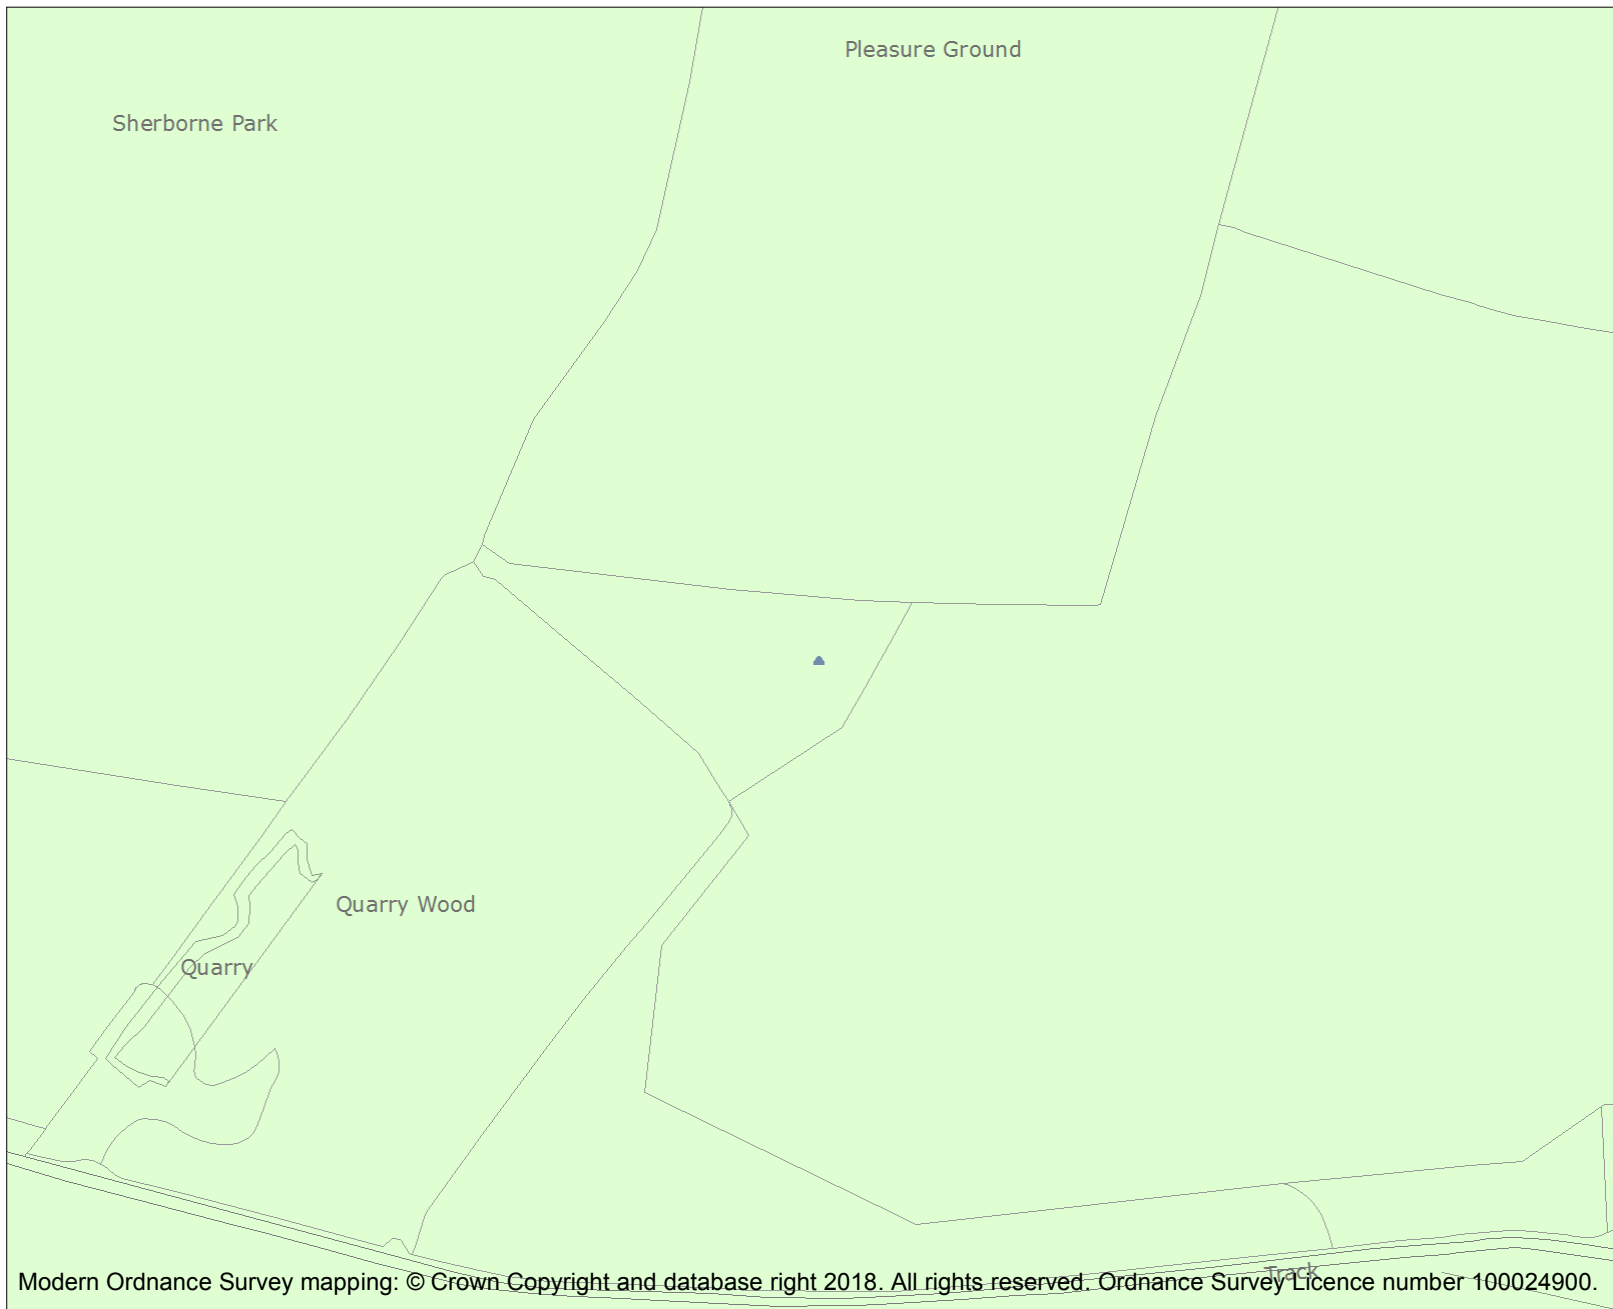 Pleasure Ground
Sherborne Park
Quarry Wood
Quarry
Track
Modern Ordnance Survey mapping: © Crown Copyright and database right 2018. All rights reserved. Ordnance Survey Licence number 100024900.